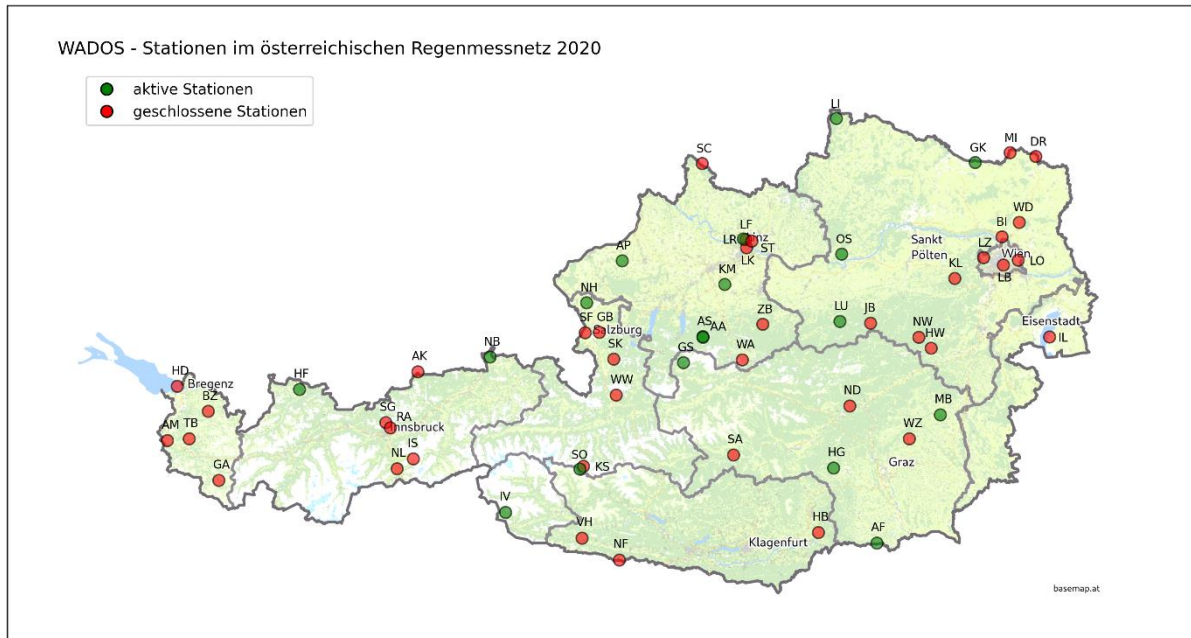 WADOS - Stationen im österreichischen Regenmessnetz 2020
aktive Stationen
geschlossene Stationen
LI
SC
GK
MI
DR
WD
LF
BI
LR
Linz
ST
LK
OS
Sankt
Pölten
LZ
Wien
LO
LB
AP
KM
KL
NH
SF
GB
Salzburg
AS
AA
ZB
LU
JB
NW
HW
Eisenstadt
IL
NB
SK
GS
WA
AK
HD
Bregenz
HF
WW
BZ
ND
MB
SG
RA
Innsbruck
AM
TB
WZ
IS
NL
SA
Graz
GA
SO
KS
HG
IV
VH
HB
Klagenfurt
AF
NF
basemap.at